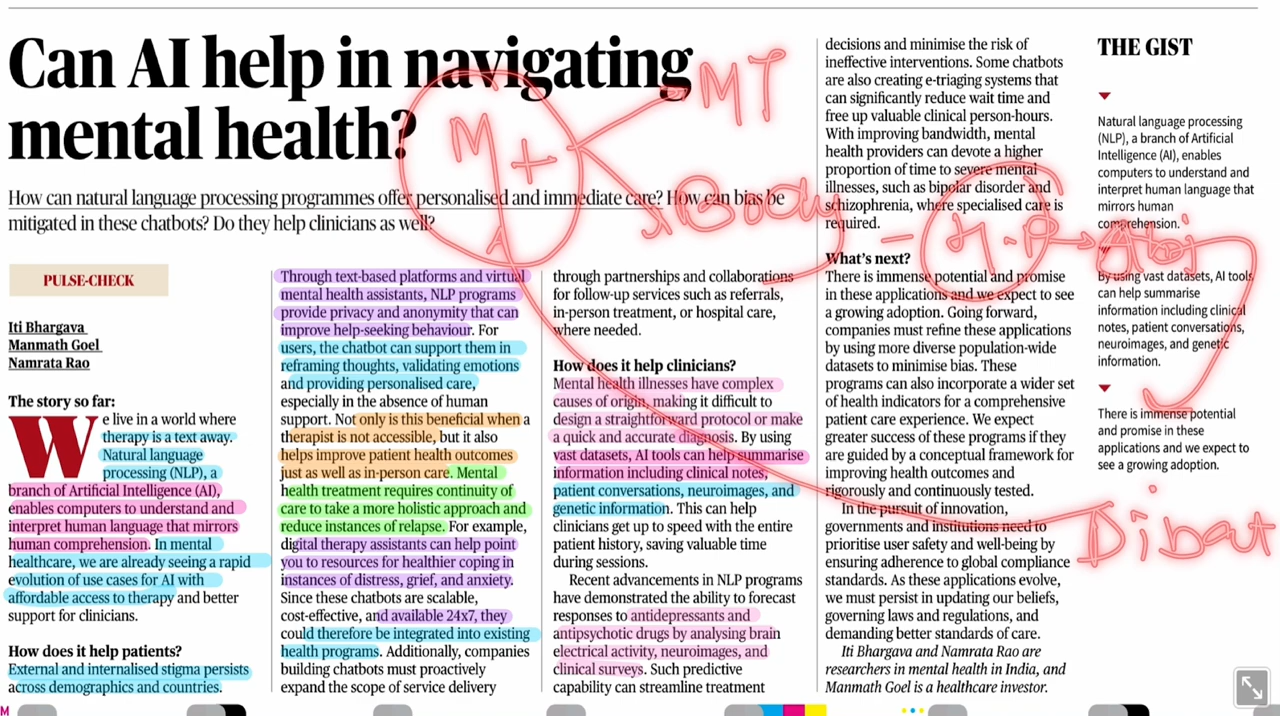 Can AI help in navigating
mental health?
How can natural language processing programmes offer personalised and immediate care? How can bias be
mitigated in these chatbots? Do they help clinicians as well?
PULSE-CHECK
Iti Bhargava
Manmath Goel
Namrata Rao
The story so far:
We live in a world where
therapy is a text away.
Natural language
processing (NLP), a
branch of Artificial Intelligence (AI),
enables computers to understand and
interpret human language that mirrors
human comprehension. In mental
healthcare, we are already seeing a rapid
evolution of use cases for AI with
affordable access to therapy and better
support for clinicians.
How does it help patients?
External and internalised stigma persists
across demographics and countries.
Through text-based platforms and virtual
mental health assistants, NLP programs
provide privacy and anonymity that can
improve help-seeking behaviour. For
users, the chatbot can support them in
reframing thoughts, validating emotions
and providing personalised care,
especially in the absence of human
support. Not only is this beneficial when a
therapist is not accessible, but it also
helps improve patient health outcomes
just as well as in-person care. Mental
health treatment requires continuity of
care to take a more holistic approach and
reduce instances of relapse. For example,
digital therapy assistants can help point
you to resources for healthier coping in
instances of distress, grief, and anxiety.
Since these chatbots are scalable,
cost-effective, and available 24x7, they
could therefore be integrated into existing
health programs. Additionally, companies
building chatbots must proactively
expand the scope of service delivery
through partnerships and collaborations
for follow-up services such as referrals,
in-person treatment, or hospital care,
where needed.
How does it help clinicians?
Mental health illnesses have complex
causes of origin, making it difficult to
design a straightforward protocol or make
a quick and accurate diagnosis. By using
vast datasets, AI tools can help summarise
information including clinical notes,
patient conversations, neuroimages, and
genetic information. This can help
clinicians get up to speed with the entire
patient history, saving valuable time
during sessions.
Recent advancements in NLP programs
have demonstrated the ability to forecast
responses to antidepressants and
antipsychotic drugs by analysing brain
electrical activity, neuroimages, and
clinical surveys. Such predictive
capability can streamline treatment
decisions and minimise the risk of
ineffective interventions. Some chatbots
are also creating e-triaging systems that
can significantly reduce wait time and
free up valuable clinical person-hours.
With improving bandwidth, mental
health providers can devote a higher
proportion of time to severe mental
illnesses, such as bipolar disorder and
schizophrenia, where specialised care is
required.
What's next?
There is immense potential and promise
in these applications and we expect to see
a growing adoption. Going forward,
companies must refine these applications
by using more diverse population-wide
datasets to minimise bias. These
programs can also incorporate a wider set
of health indicators for a comprehensive
patient care experience. We expect
greater success of these programs if they
are guided by a conceptual framework for
improving health outcomes and
rigorously and continuously tested.
In the pursuit of innovation,
governments and institutions need to
prioritise user safety and well-being by
ensuring adherence to global compliance
standards. As these applications evolve,
we must persist in updating our beliefs,
governing laws and regulations, and
demanding better standards of care.
Iti Bhargava and Namrata Rao are
researchers in mental health in India, and
Manmath Goel is a healthcare investor.
THE GIST
Natural language processing
(NLP), a branch of Artificial
Intelligence (AI), enables
computers to understand and
interpret human language that
mirrors human
comprehension.
By using vast datasets, AI tools
can help summarise
information including clinical
notes, patient conversations,
neuroimages, and genetic
information.
There is immense potential
and promise in these
applications and we expect to
see a growing adoption.
M +
MT
Body
Dibat
M